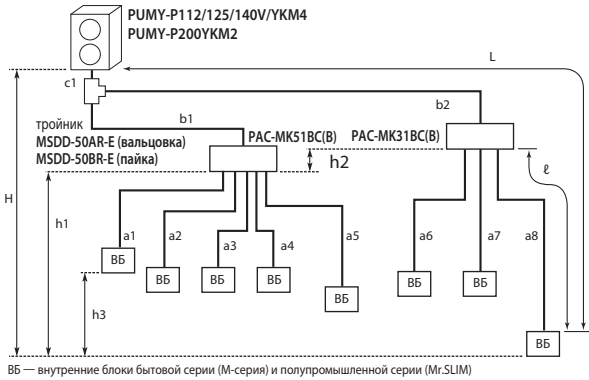 PUMY-P112/125/140V/YKM4
PUMY-P200YKM2
L
c1
b1
b2
тройник
MSDD-50AR-E (вальцовка)
MSDD-50BR-E (пайка)
PAC-MK51BC(B)
PAC-MK31BC(B)
h2
H
h1
ℓ
a1
a2
a3
a4
a5
a6
a7
a8
ВБ
ВБ
ВБ
ВБ
ВБ
ВБ
ВБ
h3
ВБ
ВБ — внутренние блоки бытовой серии (М-серия) и полупромышленной серии (Mr.SLIM)